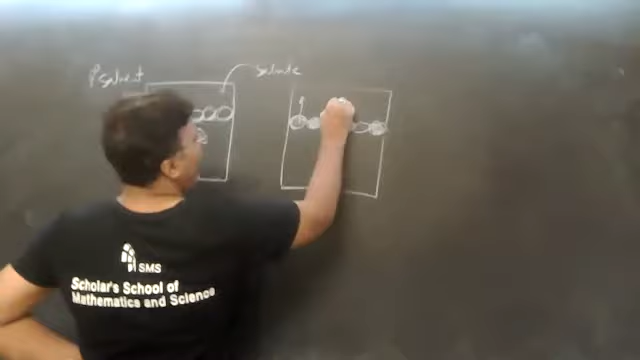 P solvent
solute
SMS
Scholar's School of
Mathematics and Science